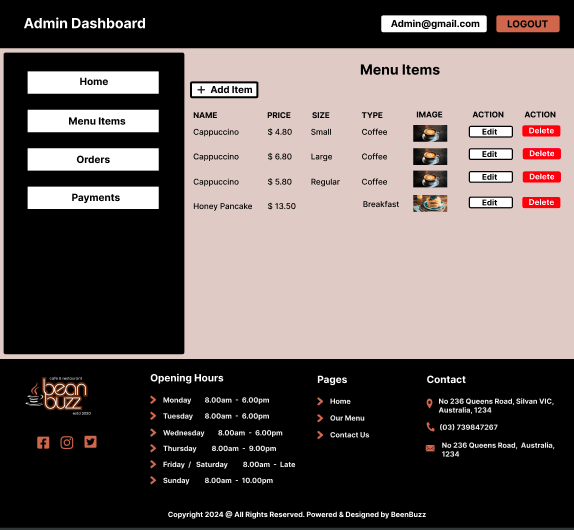 Admin Dashboard
Admin@gmail.com
LOGOUT
Home
Menu Items
Orders
Payments
Menu Items
+ Add Item
NAME PRICE SIZE TYPE IMAGE ACTION ACTION
Cappuccino $ 4.80 Small Coffee Edit Delete
Cappuccino $ 6.80 Large Coffee Edit Delete
Cappuccino $ 5.80 Regular Coffee Edit Delete
Honey Pancake $ 13.50 Breakfast Edit Delete
cafe & restaurant
bean
buzz
estd 2020
Opening Hours
Monday 8.00am - 6.00pm
Tuesday 8.00am - 6.00pm
Wednesday 8.00am - 6.00pm
Thursday 8.00am - 9.00pm
Friday / Saturday 8.00am - Late
Sunday 8.00am - 10.00pm
Pages
Home
Our Menu
Contact Us
Contact
No 236 Queens Road, Silvan VIC,
Australia, 1234
(03) 739847267
No 236 Queens Road, Australia,
1234
Copyright 2024 @ All Rights Reserved. Powered & Designed by BeenBuzz